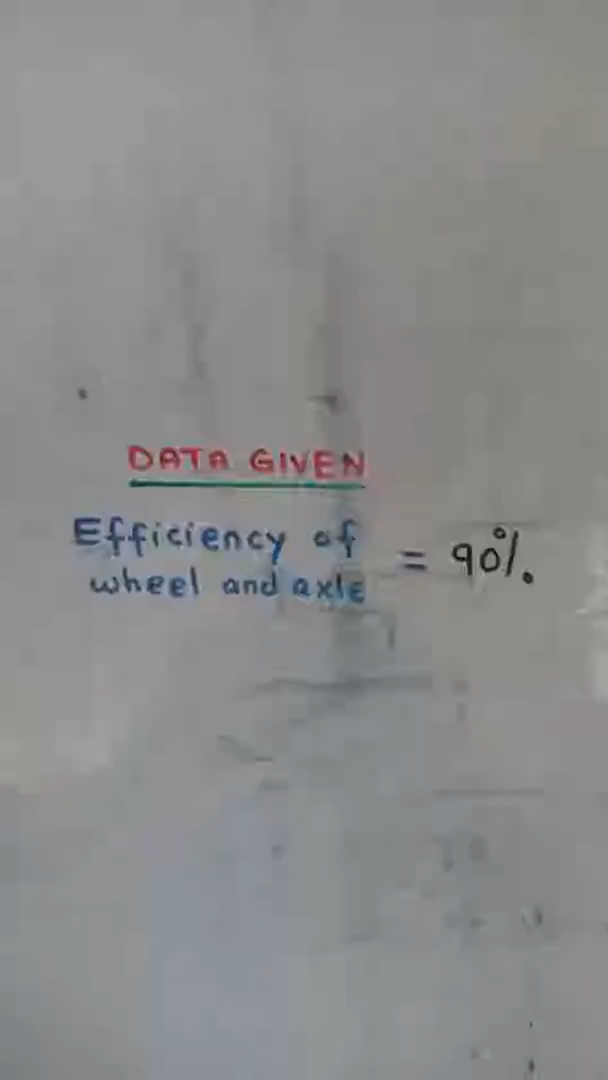 DATA GIVEN
Efficiency of
wheel and axle = 90%